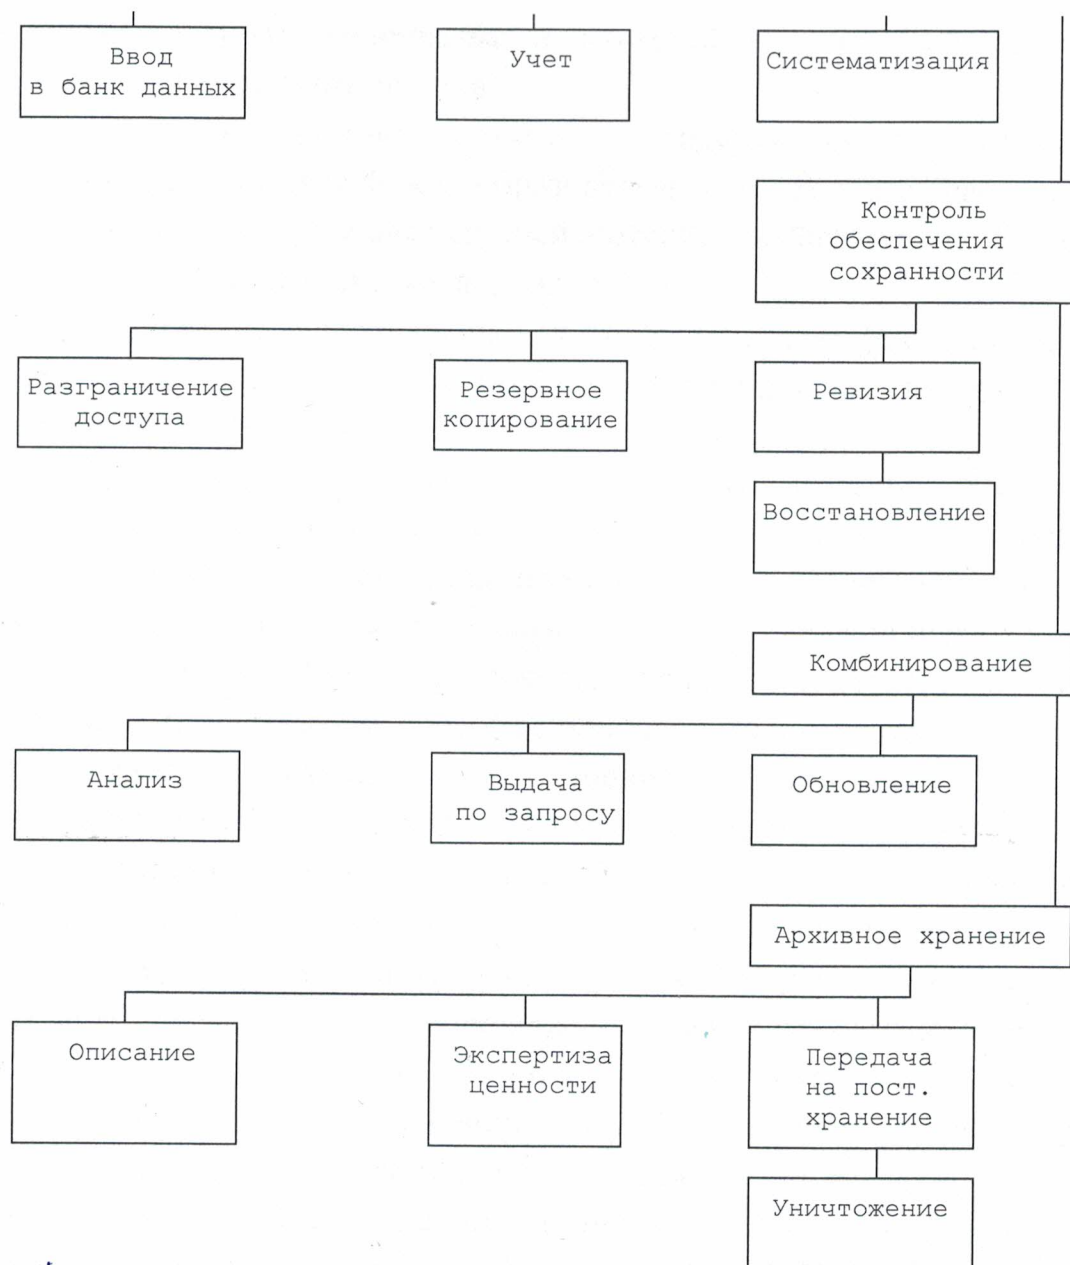 Ввод
в банк данных
Учет
Систематизация
Контроль
обеспечения
сохранности
Разграничение
доступа
Резервное
копирование
Ревизия
Восстановление
Комбинирование
Анализ
Выдача
по запросу
Обновление
Архивное хранение
Описание
Экспертиза
ценности
Передача
на пост.
хранение
Уничтожение